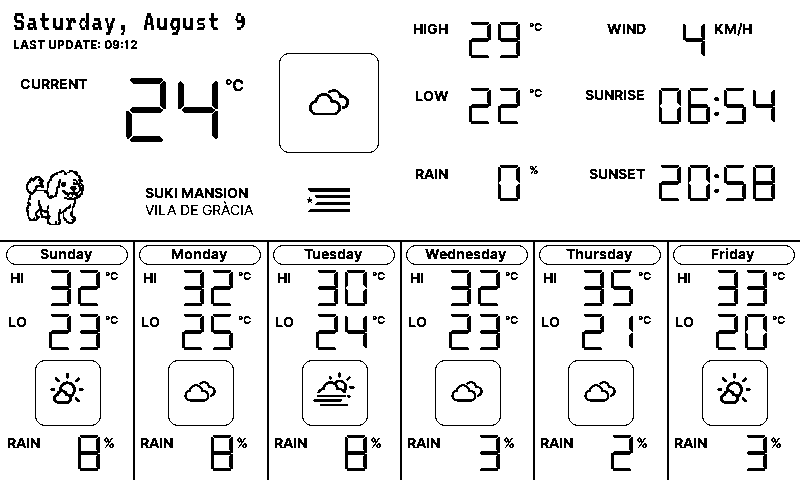 Saturday, August 9
LAST UPDATE: 09:12
CURRENT 24 °C
SUKI MANSION
VILA DE GRÀCIA
HIGH 29 °C
LOW 22 °C
RAIN 0 %
WIND 4 KM/H
SUNRISE 06:54
SUNSET 20:58
Sunday
HI 32 °C
LO 23 °C
RAIN 8 %
Monday
HI 32 °C
LO 25 °C
RAIN 8 %
Tuesday
HI 30 °C
LO 24 °C
RAIN 8 %
Wednesday
HI 32 °C
LO 23 °C
RAIN 3 %
Thursday
HI 35 °C
LO 21 °C
RAIN 2 %
Friday
HI 33 °C
LO 20 °C
RAIN 3 %